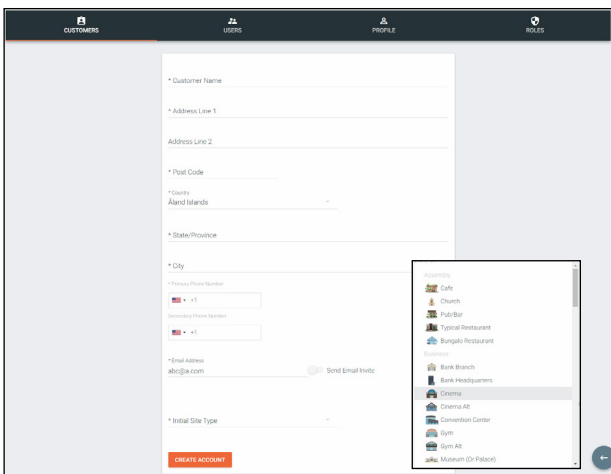 CUSTOMERS
USERS
PROFILE
ROLES
* Customer Name
* Address Line 1
Address Line 2
* Post Code
* Country
Åland Islands
* State/Province
* City
* Primary Phone Number
+1
Secondary Phone Number
+1
* Email Address
abc@a.com
Send Email Invite
* Initial Site Type
CREATE ACCOUNT
Assembly
Cafe
Church
Pub/Bar
Typical Restaurant
Bungalo Restaurant
Business
Bank Branch
Bank Headquarters
Cinema
Cinema Alt
Convention Center
Gym
Gym Alt
Museum (Or Palace)